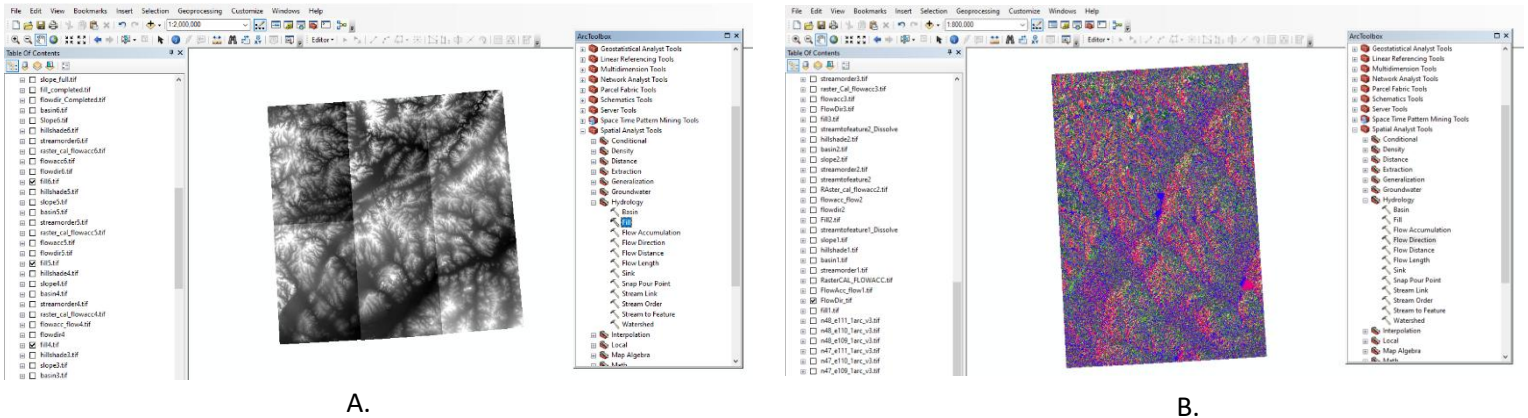 File Edit View Bookmarks Insert Selection Geoprocessing Customize Windows Help
1:2,000,000
Editor
Table Of Contents
slope_full.tif
fill_completed.tif
flowdir_Completed.tif
basin6.tif
Slope6.tif
hillshade6.tif
streamorder6.tif
raster_cal_flowacc6.tif
flowacc6.tif
flowdir6.tif
fill6.tif
hillshade5.tif
slope5.tif
basin5.tif
streamorder5.tif
raster_cal_flowacc5.tif
flowacc5.tif
flowdir5.tif
fill5.tif
hillshade4.tif
slope4.tif
basin4.tif
streamorder4.tif
raster_cal_flowacc4.tif
flowacc_flow4.tif
flowdir4
fill4.tif
hillshade3.tif
slope3.tif
basin3.tif
ArcToolbox
Geostatistical Analyst Tools
Linear Referencing Tools
Multidimension Tools
Network Analyst Tools
Parcel Fabric Tools
Schematics Tools
Server Tools
Space Time Pattern Mining Tools
Spatial Analyst Tools
Conditional
Density
Distance
Extraction
Generalization
Groundwater
Hydrology
Basin
Fill
Flow Accumulation
Flow Direction
Flow Distance
Flow Length
Sink
Snap Pour Point
Stream Link
Stream Order
Stream to Feature
Watershed
Interpolation
Local
Map Algebra
Math
A.
File Edit View Bookmarks Insert Selection Geoprocessing Customize Windows Help
1:800,000
Editor
Table Of Contents
streamorder3.tif
raster_Cal_flowacc3.tif
flowacc3.tif
FlowDir3.tif
fill3.tif
streamtofeature2_Dissolve
hillshade2.tif
basin2.tif
slope2.tif
streamorder2.tif
streamtofeature2
RAster_cal_flowacc2.tif
flowacc_flow2
flowdir2
Fill2.tif
streamtofeature1_Dissolve
slope1.tif
hillshade1.tif
basin1.tif
streamorder1.tif
RasterCAL_FLOWACC.tif
FlowAcc_flow1.tif
FlowDir_tif
fill1.tif
n48_e111_1arc_v3.tif
n48_e110_1arc_v3.tif
n48_e109_1arc_v3.tif
n47_e111_1arc_v3.tif
n47_e110_1arc_v3.tif
n47_e109_1arc_v3.tif
ArcToolbox
Geostatistical Analyst Tools
Linear Referencing Tools
Multidimension Tools
Network Analyst Tools
Parcel Fabric Tools
Schematics Tools
Server Tools
Space Time Pattern Mining Tools
Spatial Analyst Tools
Conditional
Density
Distance
Extraction
Generalization
Groundwater
Hydrology
Basin
Fill
Flow Accumulation
Flow Direction
Flow Distance
Flow Length
Sink
Snap Pour Point
Stream Link
Stream Order
Stream to Feature
Watershed
Interpolation
Local
Map Algebra
Math
B.